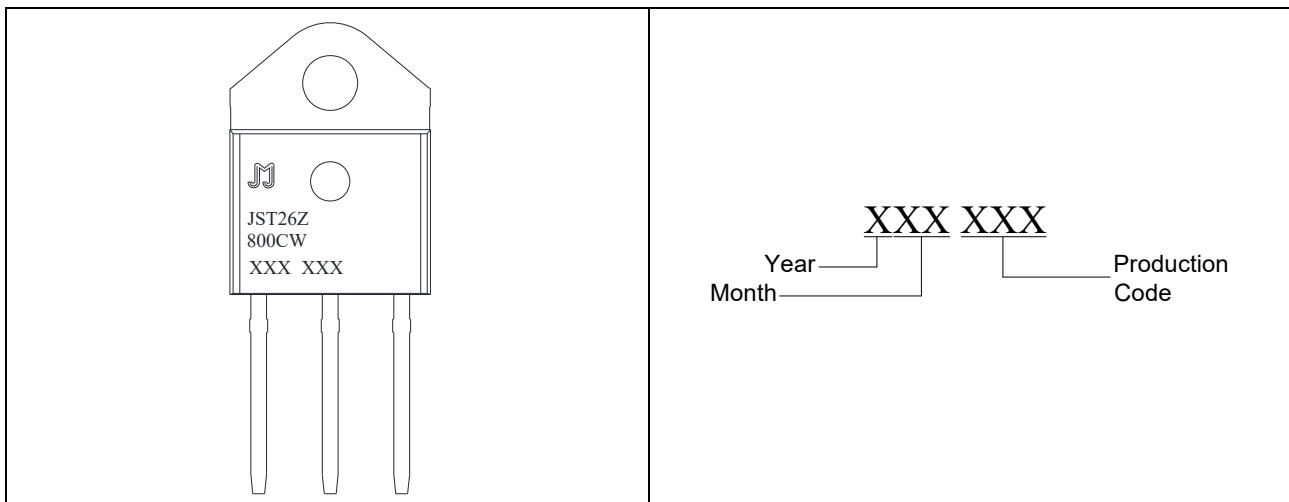 JST26Z
800CW
XXX XXX
XXX XXX
Year
Month
Production
Code